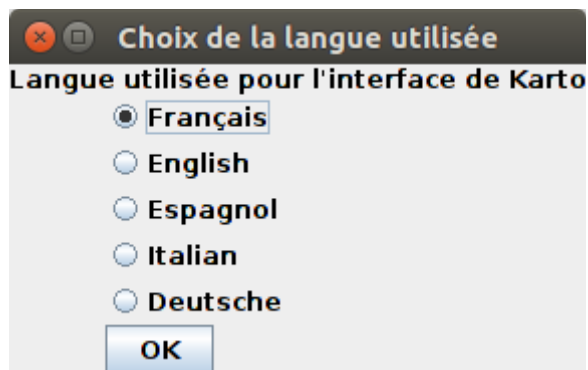 Choix de la langue utilisée
Langue utilisée pour l'interface de Karto
Français
English
Espagnol
Italian
Deutsche
OK